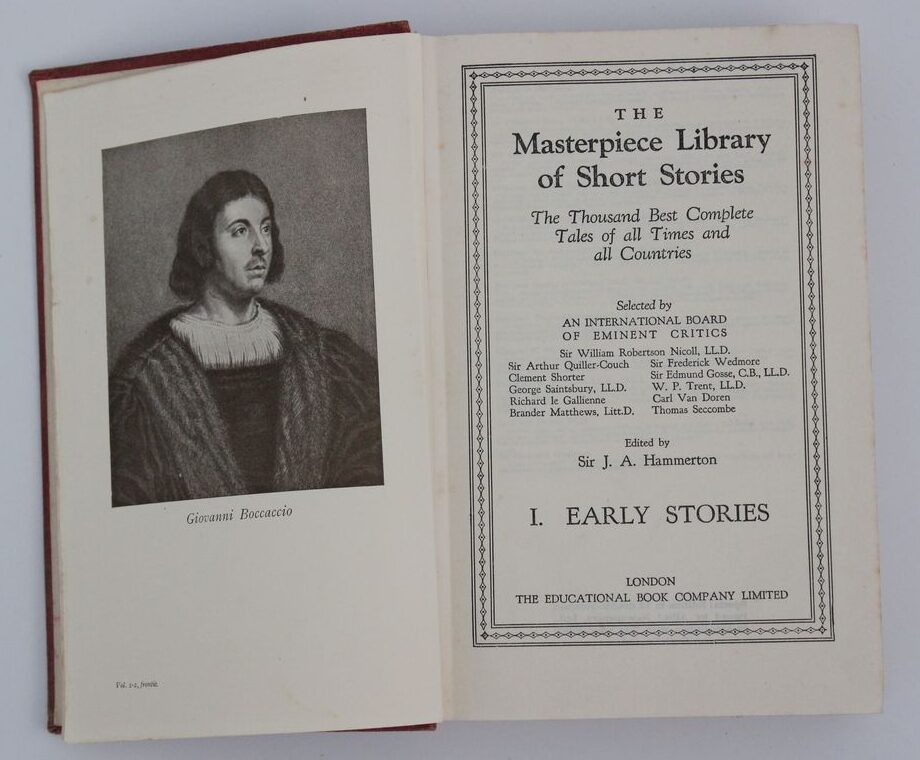 Giovanni Boccaccio
Vol. 1-2, frontis.
THE
Masterpiece Library
of Short Stories
The Thousand Best Complete
Tales of all Times and
all Countries
Selected by
AN INTERNATIONAL BOARD
OF EMINENT CRITICS
Sir William Robertson Nicoll, LL.D.
Sir Arthur Quiller-Couch
Clement Shorter
George Saintsbury, LL.D.
Richard le Gallienne
Brander Matthews, Litt.D.
Sir Frederick Wedmore
Sir Edmund Gosse, C.B., LL.D.
W. P. Trent, LL.D.
Carl Van Doren
Thomas Seccombe
Edited by
Sir J. A. Hammerton
I. EARLY STORIES
LONDON
THE EDUCATIONAL BOOK COMPANY LIMITED